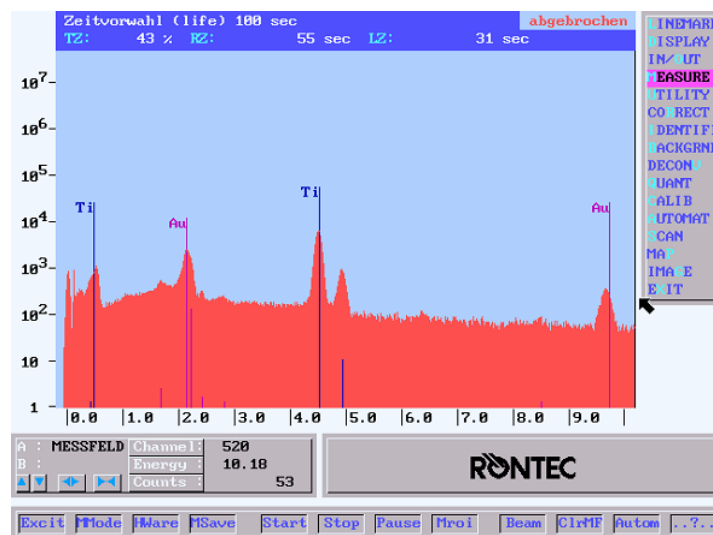 Zeitvorwahl (life) 100 sec abgebrochen
TZ: 43 % RZ: 55 sec LZ: 31 sec
LINEMARK
DISPLAY
IN/OUT
MEASURE
UTILITY
CORRECT
IDENTIF
BACKGRN
DECONV
QUANT
CALIB
AUTOMAT
SCAN
MAP
IMAGE
EXIT
10⁷
10⁶
10⁵
10⁴
10³
10²
10
1
Ti
Au
Ti
Au
0.0 1.0 2.0 3.0 4.0 5.0 6.0 7.0 8.0 9.0
A : MESSFELD Channel: 520
B : Energy : 10.18
Counts : 53
RÖNTEC
Excit MMode HWare MSave Start Stop Pause Mroi Beam ClrMF Autom ..?..